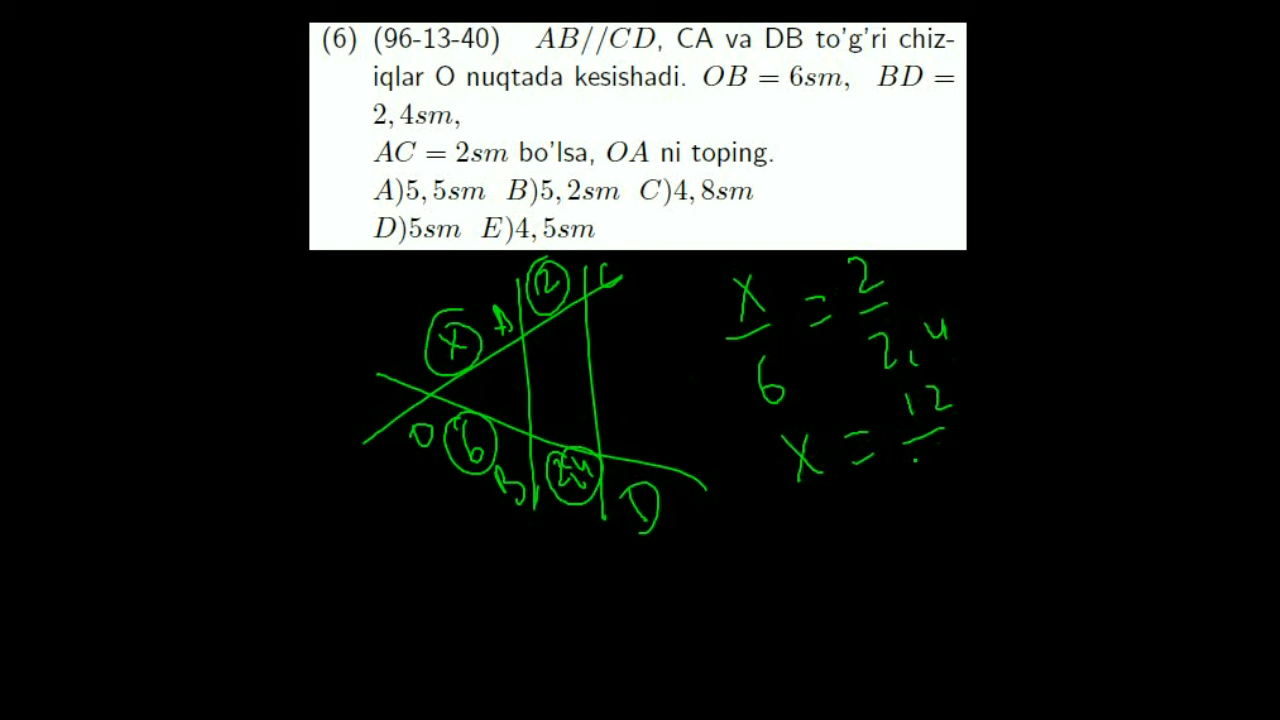 (6) (96-13-40) AB//CD, CA va DB to'g'ri chiz-
iqlar O nuqtada kesishadi. OB = 6sm, BD =
2, 4sm,
AC = 2sm bo'lsa, OA ni toping.
A)5, 5sm B)5, 2sm C)4, 8sm
D)5sm E)4, 5sm
2 C
X A
O 6
B 2,4 D
X/6 = 2/2,4
X = 12/